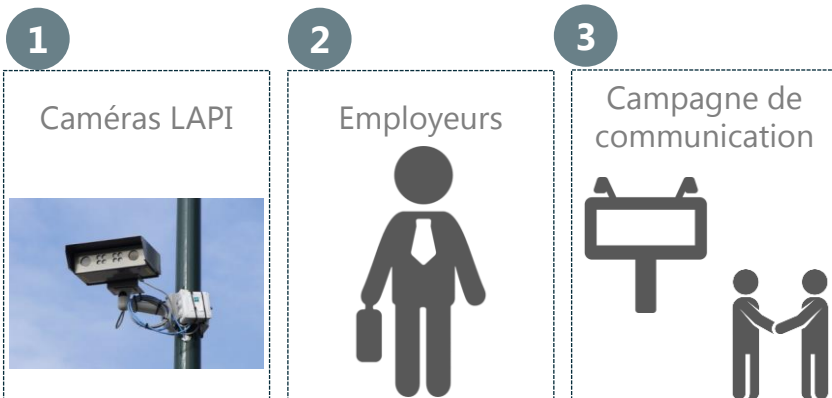 1
2
3
Caméras LAPI
Employeurs
Campagne de
communication